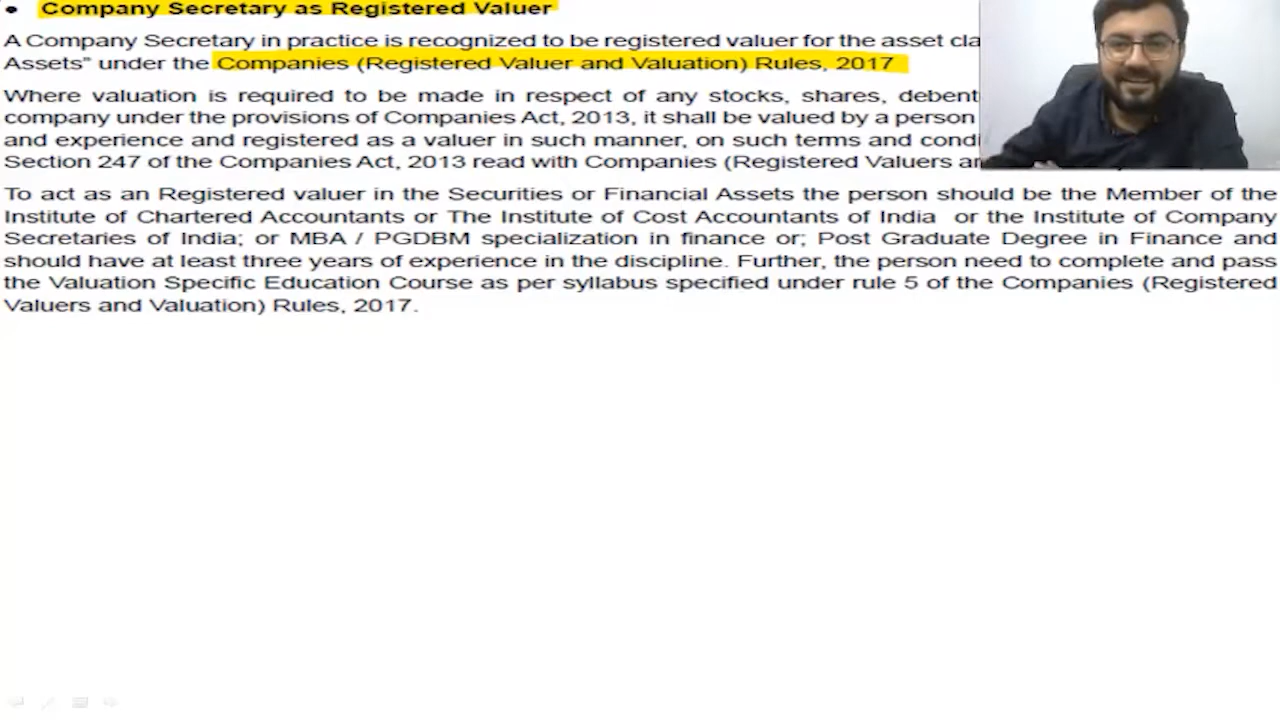 • Company Secretary as Registered Valuer
A Company Secretary in practice is recognized to be registered valuer for the asset
Assets" under the Companies (Registered Valuer and Valuation) Rules, 2017
Where valuation is required to be made in respect of any stocks, shares,
company under the provisions of Companies Act, 2013, it shall be valued by a person
and experience and registered as a valuer in such manner, on such terms and
Section 247 of the Companies Act, 2013 read with Companies (Registered Valuers
To act as an Registered valuer in the Securities or Financial Assets the person should be the Member of the
Institute of Chartered Accountants or The Institute of Cost Accountants of India or the Institute of Company
Secretaries of India; or MBA / PGDBM specialization in finance or; Post Graduate Degree in Finance and
should have at least three years of experience in the discipline. Further, the person need to complete and pass
the Valuation Specific Education Course as per syllabus specified under rule 5 of the Companies (Registered
Valuers and Valuation) Rules, 2017.